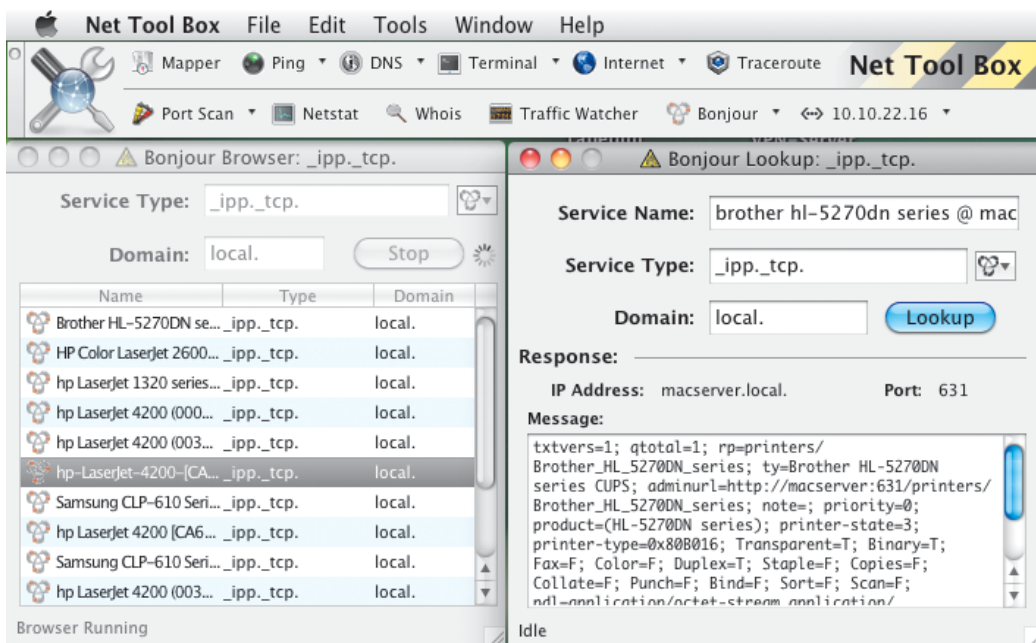 Net Tool Box File Edit Tools Window Help
Mapper Ping DNS Terminal Internet Traceroute Net Tool Box
Port Scan Netstat Whois Traffic Watcher Bonjour 10.10.22.16
Bonjour Browser: _ipp._tcp.
Service Type: _ipp._tcp.
Domain: local. Stop
Name Type Domain
Brother HL-5270DN se... _ipp._tcp. local.
HP Color LaserJet 2600... _ipp._tcp. local.
hp LaserJet 1320 series... _ipp._tcp. local.
hp LaserJet 4200 (000... _ipp._tcp. local.
hp LaserJet 4200 (003... _ipp._tcp. local.
hp-LaserJet-4200-[CA... _ipp._tcp. local.
Samsung CLP-610 Seri... _ipp._tcp. local.
hp LaserJet 4200 [CA6... _ipp._tcp. local.
Samsung CLP-610 Seri... _ipp._tcp. local.
hp LaserJet 4200 (003... _ipp._tcp. local.
Browser Running
Bonjour Lookup: _ipp._tcp.
Service Name: brother hl-5270dn series @ mac
Service Type: _ipp._tcp.
Domain: local. Lookup
Response:
IP Address: macserver.local. Port: 631
Message:
txtvers=1; qtotal=1; rp=printers/
Brother_HL_5270DN_series; ty=Brother HL-5270DN
series CUPS; adminurl=http://macserver:631/printers/
Brother_HL_5270DN_series; note=; priority=0;
product=(HL-5270DN series); printer-state=3;
printer-type=0x80B016; Transparent=T; Binary=T;
Fax=F; Color=F; Duplex=T; Staple=F; Copies=F;
Collate=F; Punch=F; Bind=F; Sort=F; Scan=F;
pdl=application/octet-stream,application/
Idle